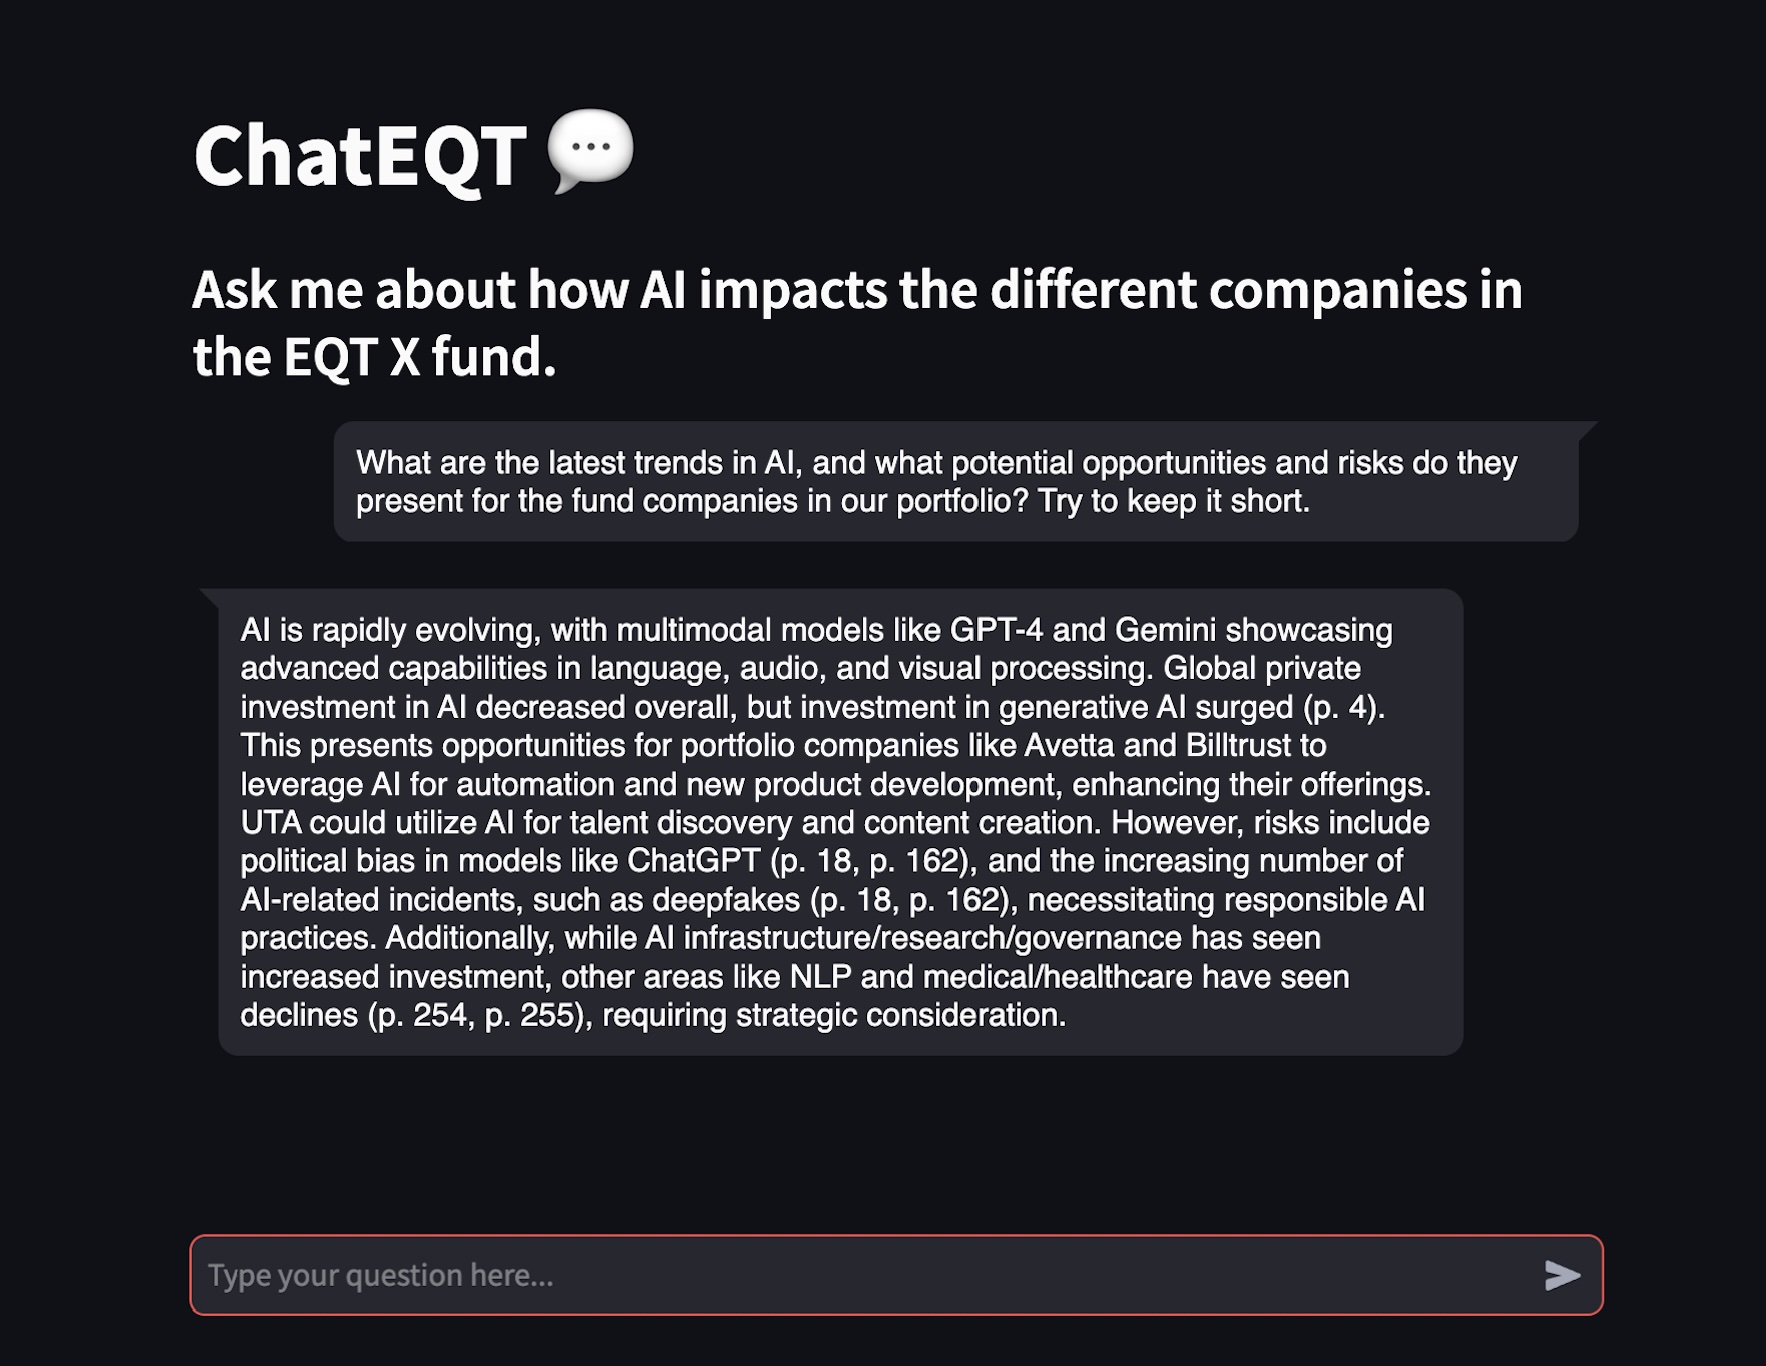 ChatEQT
Ask me about how AI impacts the different companies in
the EQT X fund.
What are the latest trends in AI, and what potential opportunities and risks do they
present for the fund companies in our portfolio? Try to keep it short.
AI is rapidly evolving, with multimodal models like GPT-4 and Gemini showcasing
advanced capabilities in language, audio, and visual processing. Global private
investment in AI decreased overall, but investment in generative AI surged (p. 4).
This presents opportunities for portfolio companies like Avetta and Billtrust to
leverage AI for automation and new product development, enhancing their offerings.
UTA could utilize AI for talent discovery and content creation. However, risks include
political bias in models like ChatGPT (p. 18, p. 162), and the increasing number of
AI-related incidents, such as deepfakes (p. 18, p. 162), necessitating responsible AI
practices. Additionally, while AI infrastructure/research/governance has seen
increased investment, other areas like NLP and medical/healthcare have seen
declines (p. 254, p. 255), requiring strategic consideration.
Type your question here...